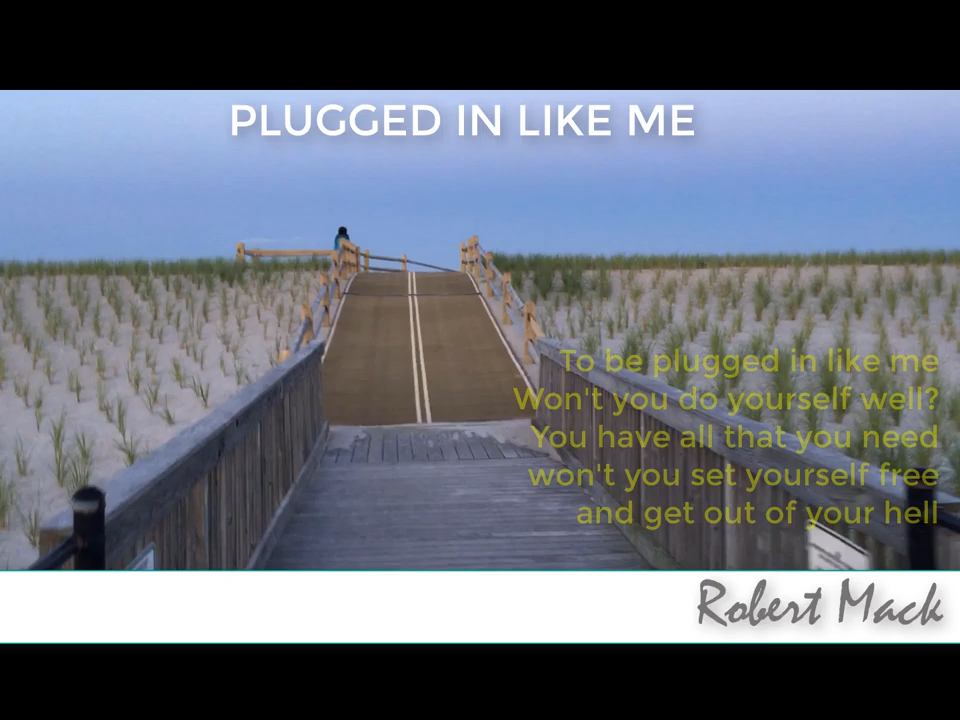 PLUGGED IN LIKE ME
To be plugged in like me
Won't you do yourself well?
You have all that you need
won't you set yourself free
and get out of your hell
Robert Mack